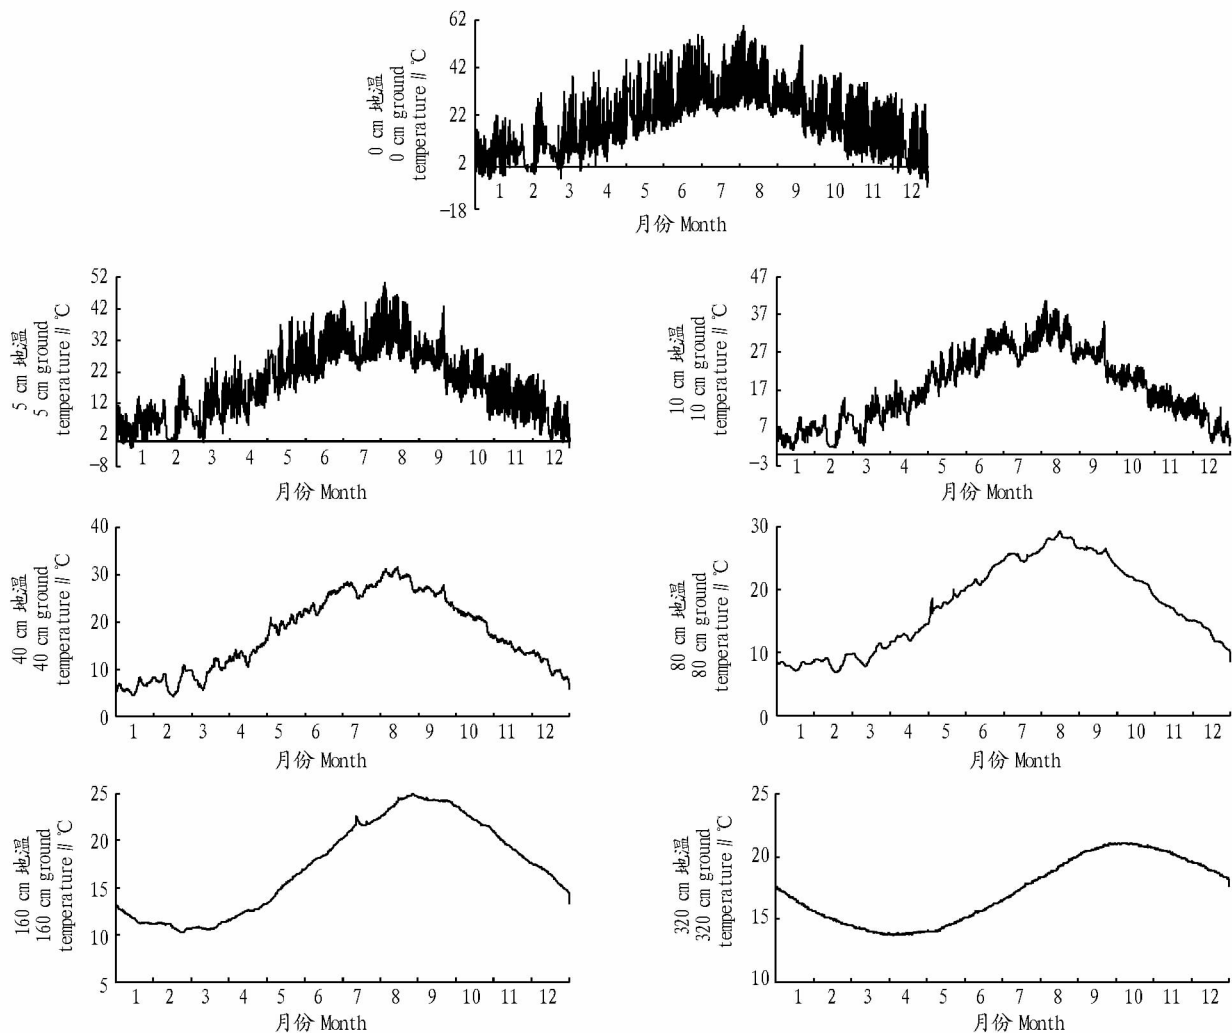 62
42
22
2
-18
0 cm 地温
0 cm ground
temperature // ℃
1 2 3 4 5 6 7 8 9 10 11 12
月份 Month
52
42
32
22
12
2
-8
5 cm 地温
5 cm ground
temperature // ℃
1 2 3 4 5 6 7 8 9 10 11 12
月份 Month
47
37
27
17
7
-3
10 cm 地温
10 cm ground
temperature // ℃
1 2 3 4 5 6 7 8 9 10 11 12
月份 Month
40
30
20
10
0
40 cm 地温
40 cm ground
temperature // ℃
1 2 3 4 5 6 7 8 9 10 11 12
月份 Month
30
20
10
0
80 cm 地温
80 cm ground
temperature // ℃
1 2 3 4 5 6 7 8 9 10 11 12
月份 Month
25
20
15
10
5
160 cm 地温
160 cm ground
temperature // ℃
1 2 3 4 5 6 7 8 9 10 11 12
月份 Month
25
20
15
10
320 cm 地温
320 cm ground
temperature // ℃
1 2 3 4 5 6 7 8 9 10 11 12
月份 Month